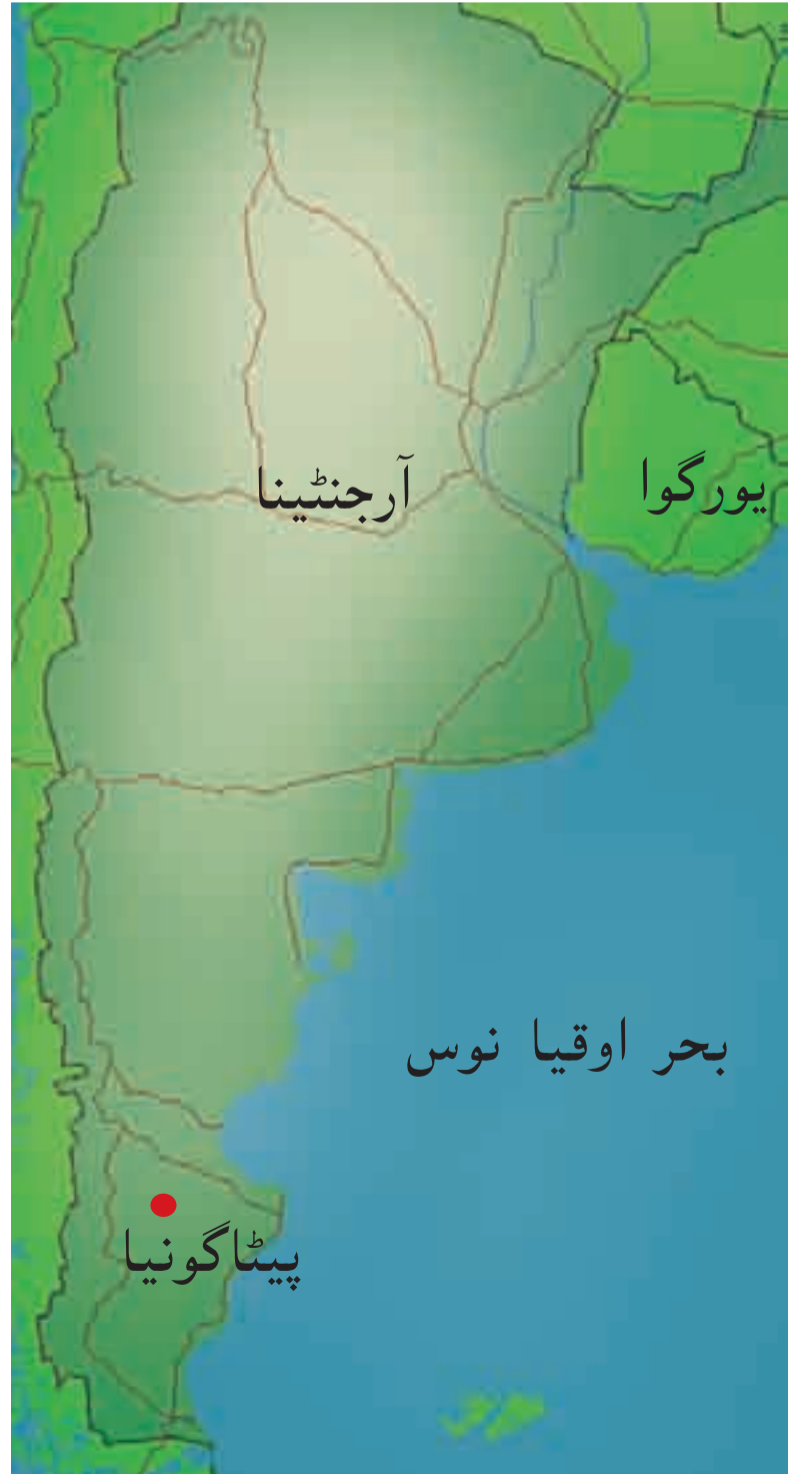 آرجنٹینا
یورگوا
بحر اوقیا نوس
پیٹاگونیا